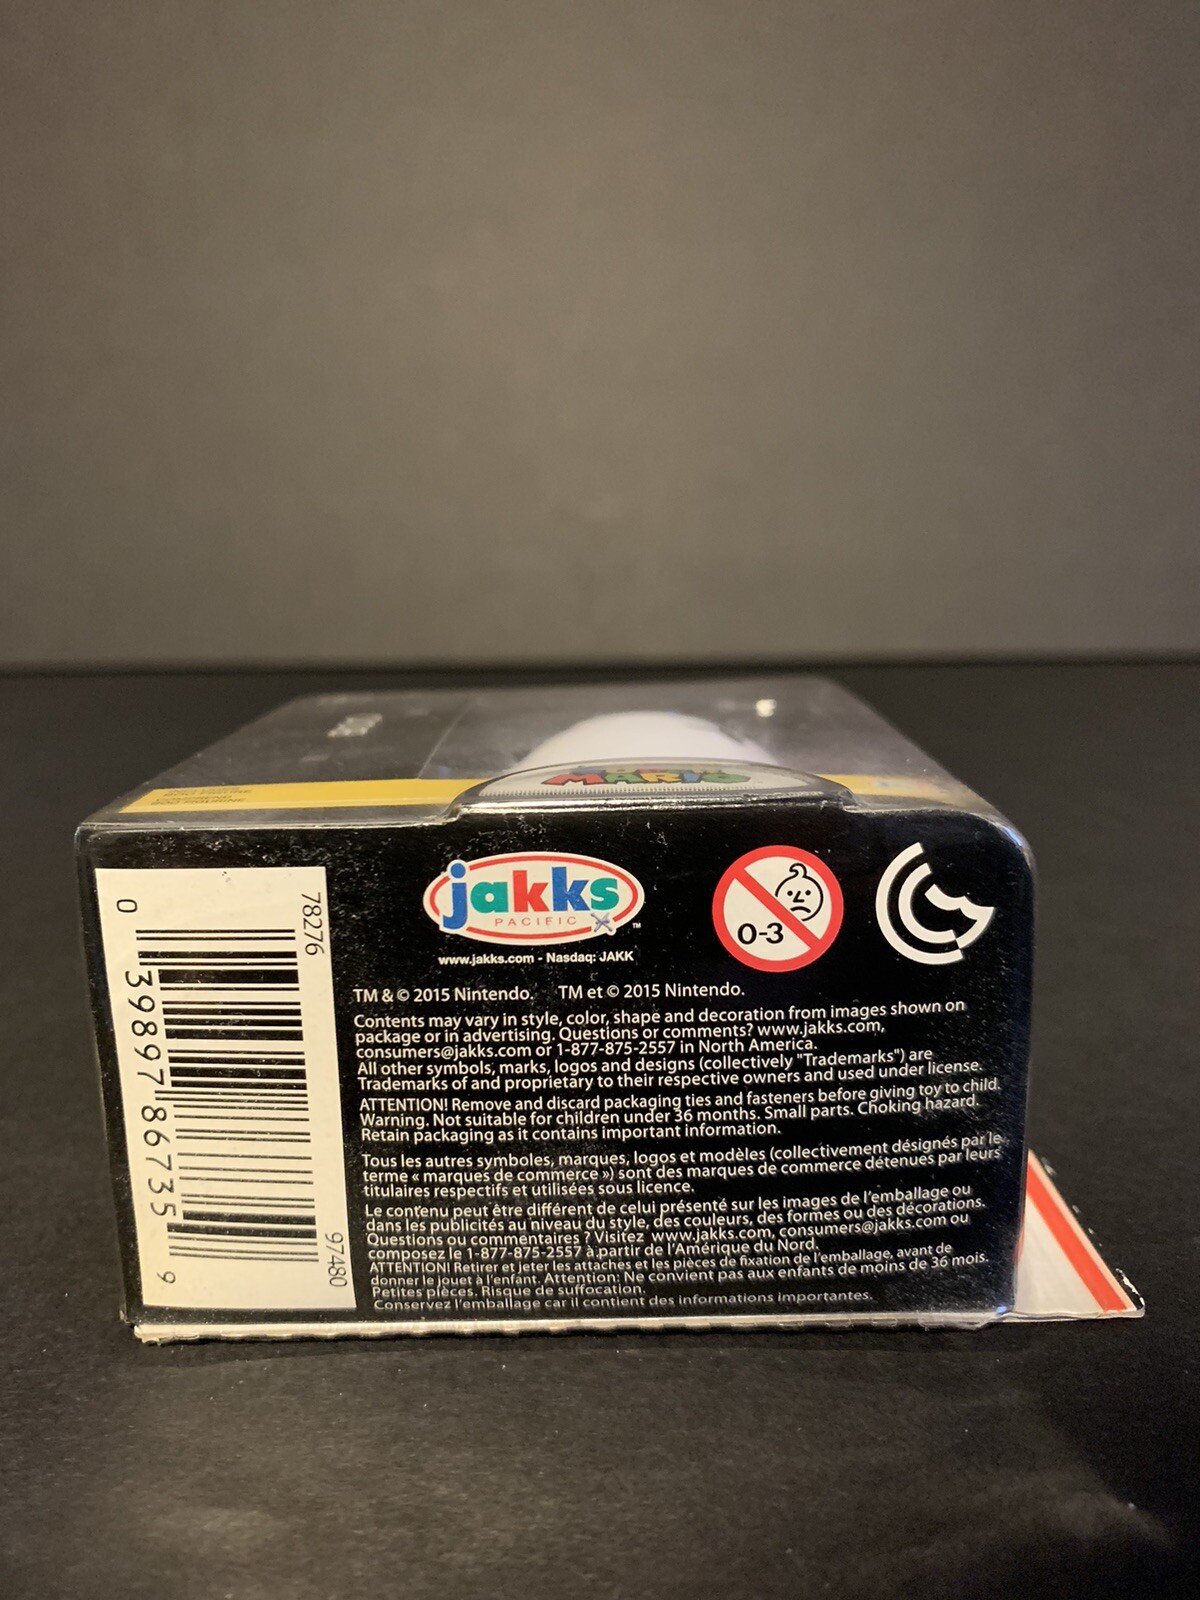 MARIO
jakks
PACIFIC
™
www.jakks.com - Nasdaq: JAKK
0-3
78276
0 39897 86735 9
97480
TM & © 2015 Nintendo. TM et © 2015 Nintendo.
Contents may vary in style, color, shape and decoration from images shown on
package or in advertising. Questions or comments? www.jakks.com,
consumers@jakks.com or 1-877-875-2557 in North America.
All other symbols, marks, logos and designs (collectively "Trademarks") are
Trademarks of and proprietary to their respective owners and used under license.
ATTENTION! Remove and discard packaging ties and fasteners before giving toy to child.
Warning. Not suitable for children under 36 months. Small parts. Choking hazard.
Retain packaging as it contains important information.
Tous les autres symboles, marques, logos et modèles (collectivement désignés par le
terme « marques de commerce ») sont des marques de commerce détenues par leurs
titulaires respectifs et utilisées sous licence.
Le contenu peut être différent de celui présenté sur les images de l'emballage ou
dans les publicités au niveau du style, des couleurs, des formes ou des décorations.
Questions ou commentaires ? Visitez www.jakks.com, consumers@jakks.com ou
composez le 1-877-875-2557 à partir de l'Amérique du Nord.
ATTENTION! Retirer et jeter les attaches et les pièces de fixation de l'emballage, avant de
donner le jouet à l'enfant. Attention: Ne convient pas aux enfants de moins de 36 mois.
Petites pièces. Risque de suffocation.
Conservez l'emballage car il contient des informations importantes.